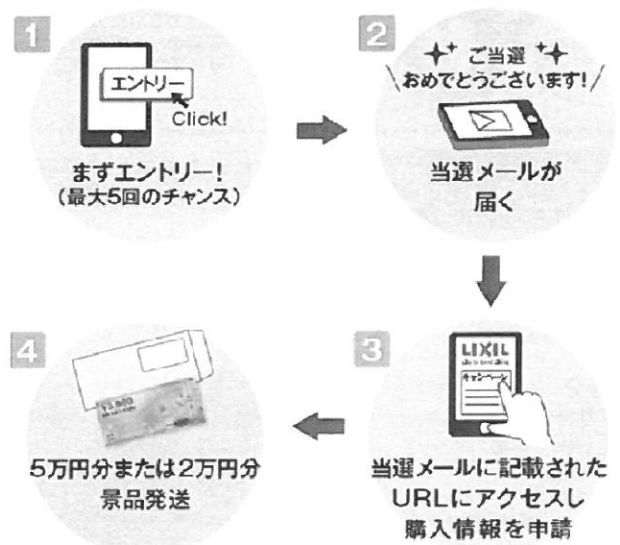 1
エントリー
Click!
まずエントリー!
(最大5回のチャンス)
2
ご当選
おめでとうございます!
当選メールが
届く
3
LIXIL
キャンペーン
当選メールに記載された
URLにアクセスし
購入情報を申請
4
5万円分または2万円分
景品発送